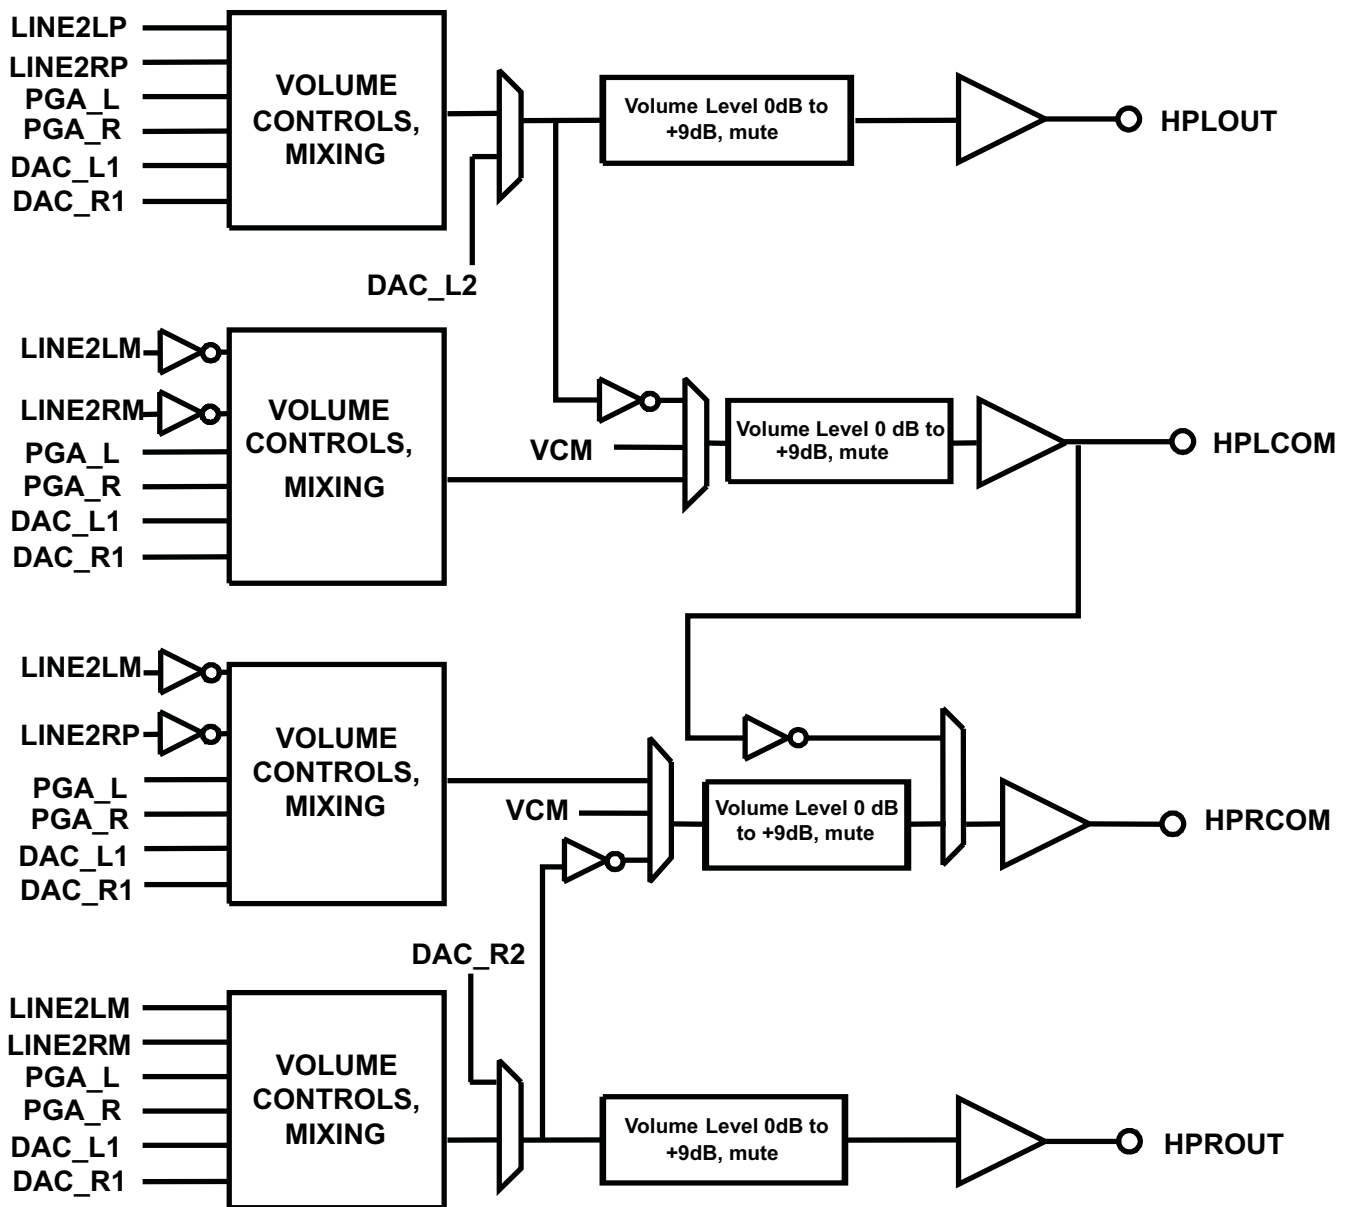 LINE2LP
LINE2RP
PGA_L
PGA_R
DAC_L1
DAC_R1
VOLUME
CONTROLS,
MIXING
DAC_L2
Volume Level 0dB to
+9dB, mute
HPLOUT
LINE2LM
LINE2RM
PGA_L
PGA_R
DAC_L1
DAC_R1
VOLUME
CONTROLS,
MIXING
VCM
Volume Level 0 dB to
+9dB, mute
HPLCOM
LINE2LM
LINE2RP
PGA_L
PGA_R
DAC_L1
DAC_R1
VOLUME
CONTROLS,
MIXING
VCM
Volume Level 0 dB
to +9dB, mute
HPRCOM
DAC_R2
LINE2LM
LINE2RM
PGA_L
PGA_R
DAC_L1
DAC_R1
VOLUME
CONTROLS,
MIXING
Volume Level 0dB to
+9dB, mute
HPROUT